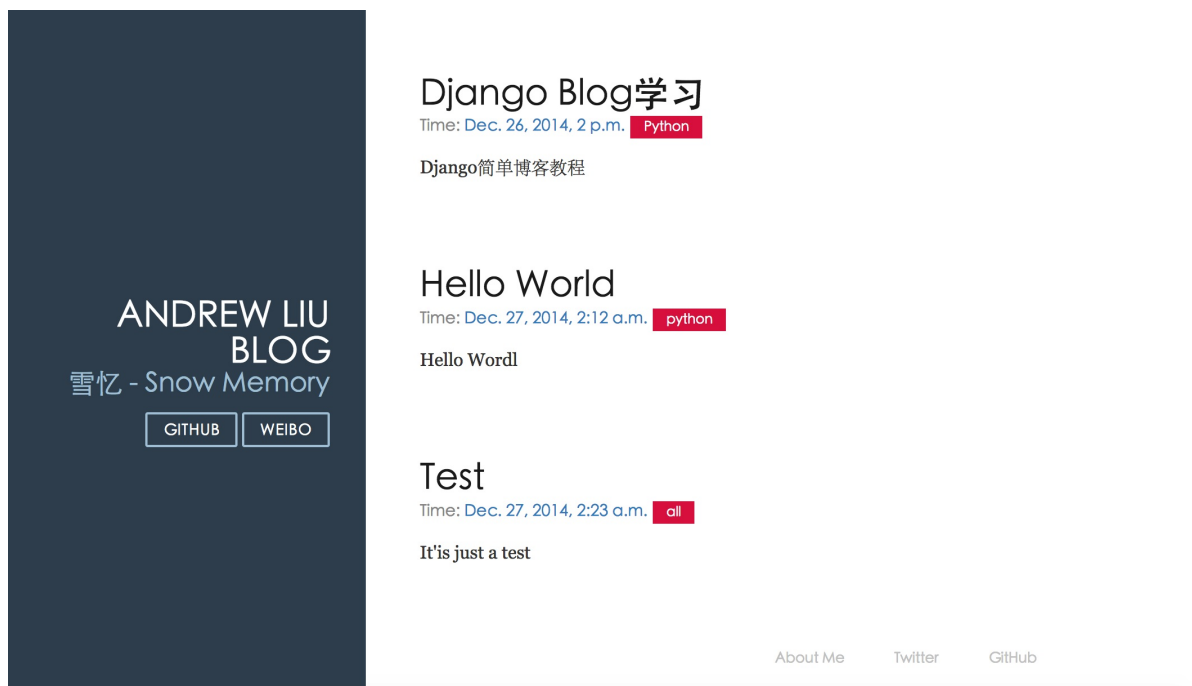 ANDREW LIU
BLOG
雪忆 - Snow Memory
GITHUB WEIBO
Django Blog学习
Time: Dec. 26, 2014, 2 p.m. Python
Django简单博客教程
Hello World
Time: Dec. 27, 2014, 2:12 a.m. python
Hello Wordl
Test
Time: Dec. 27, 2014, 2:23 a.m. all
It'is just a test
About Me Twitter GitHub